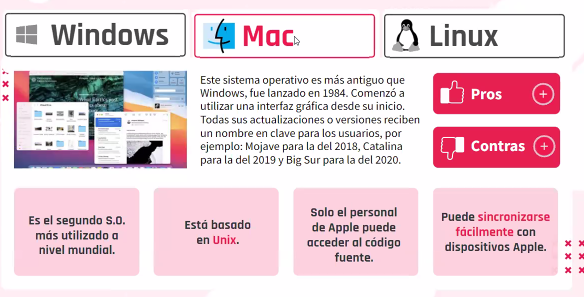 Windows
Mac
Linux
Este sistema operativo es más antiguo que
Windows, fue lanzado en 1984. Comenzó a
utilizar una interfaz gráfica desde su inicio.
Todas sus actualizaciones o versiones reciben
un nombre en clave para los usuarios, por
ejemplo: Mojave para la del 2018, Catalina
para la del 2019 y Big Sur para la del 2020.
Pros
Contras
Es el segundo S.O.
más utilizado a
nivel mundial.
Está basado
en Unix.
Solo el personal
de Apple puede
acceder al código
fuente.
Puede sincronizarse
fácilmente con
dispositivos Apple.